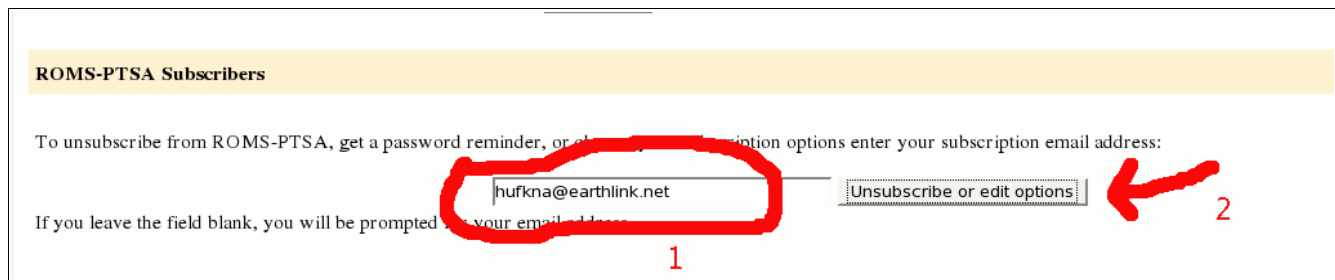 ROMS-PTSA Subscribers
To unsubscribe from ROMS-PTSA, get a password reminder, or subscription options enter your subscription email address:
hufkna@earthlink.net Unsubscribe or edit options
2
If you leave the field blank, you will be prompted your email address
1